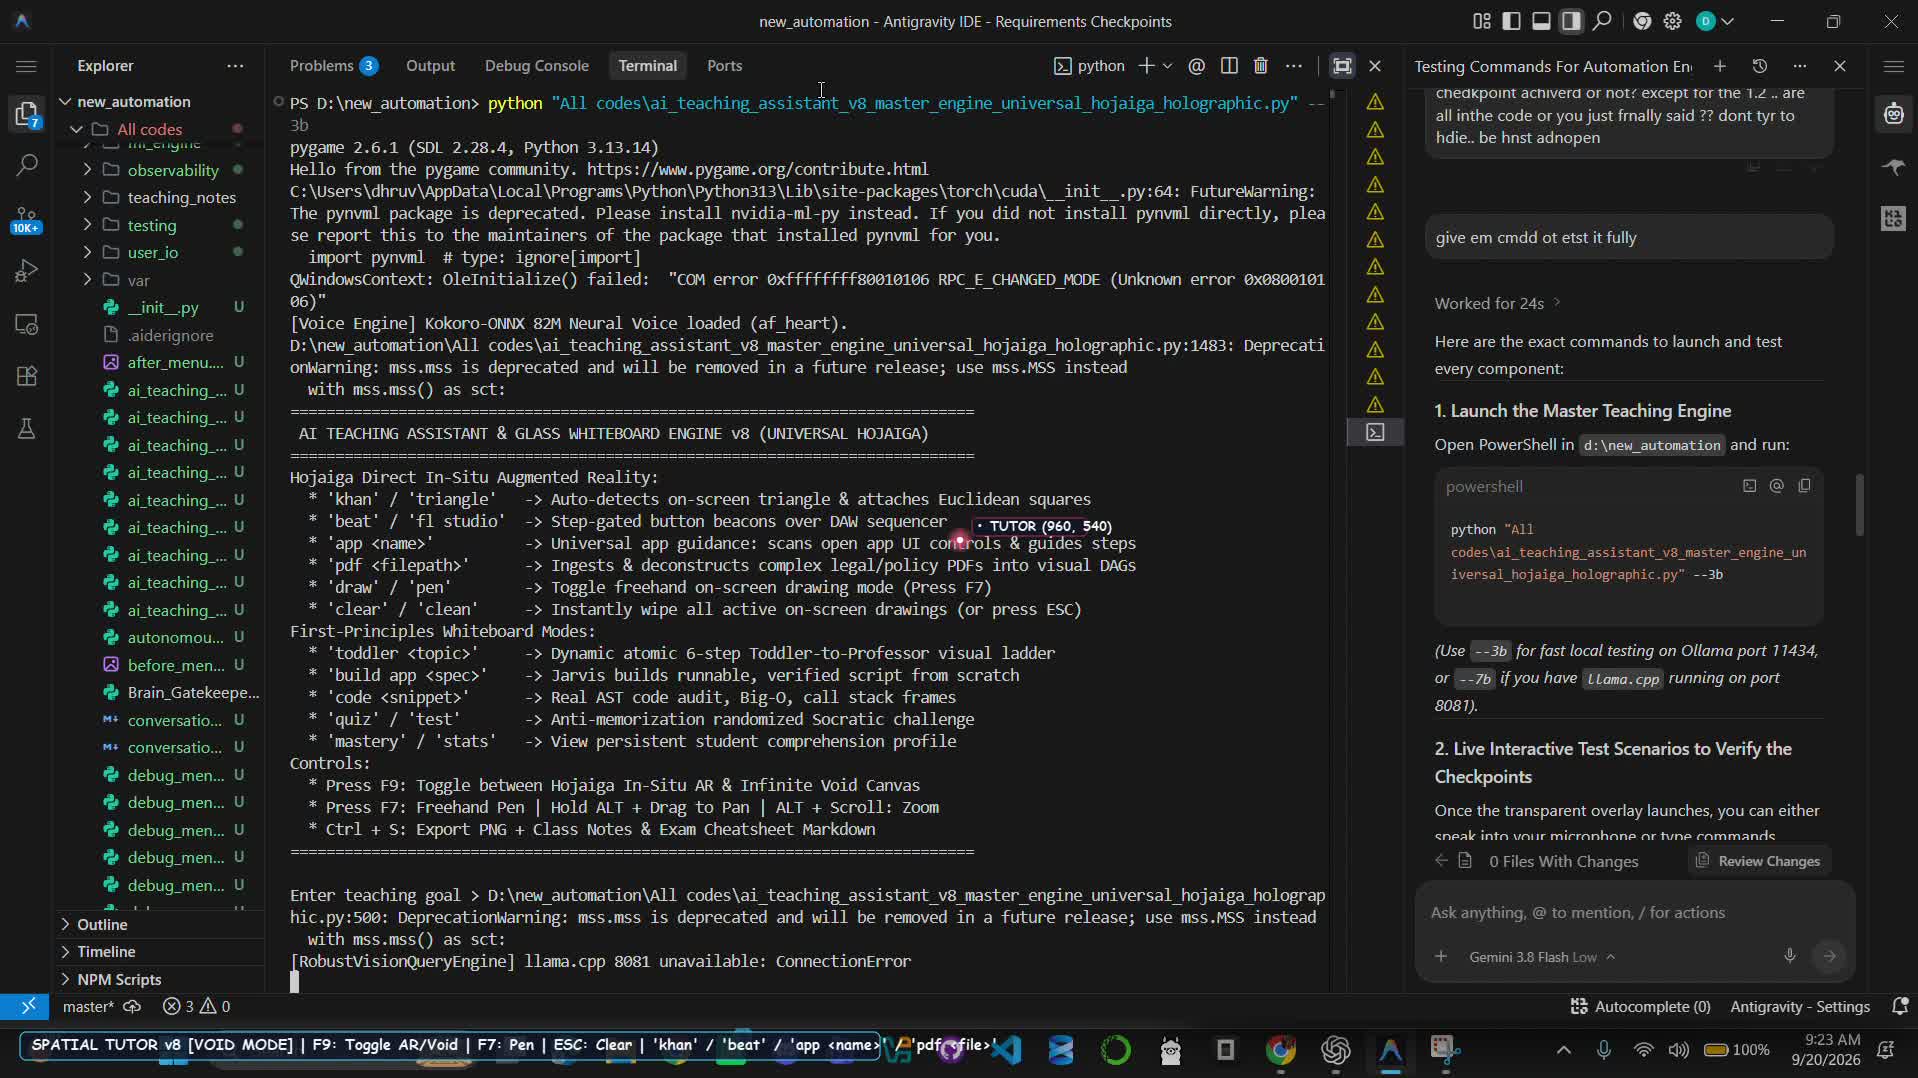 new_automation - Antigravity IDE - Requirements Checkpoints
D
Explorer
Problems 3 Output Debug Console Terminal Ports
python
Testing Commands For Automation En
new_automation
All codes
observability
teaching_notes
testing
user_io
var
__init__.py U
.aiderignore
after_menu.... U
ai_teaching_... U
ai_teaching_... U
ai_teaching_... U
ai_teaching_... U
ai_teaching_... U
ai_teaching_... U
ai_teaching_... U
ai_teaching_... U
ai_teaching_... U
autonomou... U
before_men... U
Brain_Gatekeepe...
conversatio... U
conversatio... U
debug_men... U
debug_men... U
debug_men... U
debug_men... U
debug_men... U
Outline
Timeline
NPM Scripts
7
10K+
PS D:\new_automation> python "All codes\ai_teaching_assistant_v8_master_engine_universal_hojaiga_holographic.py" --
3b
pygame 2.6.1 (SDL 2.28.4, Python 3.13.14)
Hello from the pygame community. https://www.pygame.org/contribute.html
C:\Users\dhruv\AppData\Local\Programs\Python\Python313\Lib\site-packages\torch\cuda\__init__.py:64: FutureWarning:
The pynvml package is deprecated. Please install nvidia-ml-py instead. If you did not install pynvml directly, plea
se report this to the maintainers of the package that installed pynvml for you.
import pynvml  # type: ignore[import]
QWindowsContext: OleInitialize() failed:  "COM error 0xffffffff80010106 RPC_E_CHANGED_MODE (Unknown error 0x0800101
06)"
[Voice Engine] Kokoro-ONNX 82M Neural Voice loaded (af_heart).
D:\new_automation\All codes\ai_teaching_assistant_v8_master_engine_universal_hojaiga_holographic.py:1483: Deprecati
onWarning: mss.mss is deprecated and will be removed in a future release; use mss.MSS instead
with mss.mss() as sct:
============================================================================
AI TEACHING ASSISTANT & GLASS WHITEBOARD ENGINE v8 (UNIVERSAL HOJAIGA)
============================================================================
Hojaiga Direct In-Situ Augmented Reality:
* 'khan' / 'triangle' -> Auto-detects on-screen triangle & attaches Euclidean squares
* 'beat' / 'fl studio' -> Step-gated button beacons over DAW sequencer
• TUTOR (960, 540)
* 'app <name>' -> Universal app guidance: scans open app UI controls & guides steps
* 'pdf <filepath>' -> Ingests & deconstructs complex legal/policy PDFs into visual DAGs
* 'draw' / 'pen' -> Toggle freehand on-screen drawing mode (Press F7)
* 'clear' / 'clean' -> Instantly wipe all active on-screen drawings (or press ESC)
First-Principles Whiteboard Modes:
* 'toddler <topic>' -> Dynamic atomic 6-step Toddler-to-Professor visual ladder
* 'build app <spec>' -> Jarvis builds runnable, verified script from scratch
* 'code <snippet>' -> Real AST code audit, Big-O, call stack frames
* 'quiz' / 'test' -> Anti-memorization randomized Socratic challenge
* 'mastery' / 'stats' -> View persistent student comprehension profile
Controls:
* Press F9: Toggle between Hojaiga In-Situ AR & Infinite Void Canvas
* Press F7: Freehand Pen | Hold ALT + Drag to Pan | ALT + Scroll: Zoom
* Ctrl + S: Export PNG + Class Notes & Exam Cheatsheet Markdown
============================================================================
Enter teaching goal > D:\new_automation\All codes\ai_teaching_assistant_v8_master_engine_universal_hojaiga_holograp
hic.py:500: DeprecationWarning: mss.mss is deprecated and will be removed in a future release; use mss.MSS instead
with mss.mss() as sct:
[RobustVisionQueryEngine] llama.cpp 8081 unavailable: ConnectionError
checkpoint achiverd or not? except for the 1.2 .. are
all inthe code or you just frnally said ?? dont tyr to
hdie.. be hnst adnopen
give em cmdd ot etst it fully
Worked for 24s
Here are the exact commands to launch and test
every component:
1. Launch the Master Teaching Engine
Open PowerShell in d:\new_automation and run:
powershell
python "All
codes\ai_teaching_assistant_v8_master_engine_un
iversal_hojaiga_holographic.py" --3b
(Use --3b for fast local testing on Ollama port 11434,
or --7b if you have llama.cpp running on port
8081).
2. Live Interactive Test Scenarios to Verify the
Checkpoints
Once the transparent overlay launches, you can either
speak into your microphone or type commands
0 Files With Changes Review Changes
Ask anything, @ to mention, / for actions
Gemini 3.8 Flash Low
master* 3 0
Autocomplete (0) Antigravity - Settings
SPATIAL TUTOR v8 [VOID MODE] | F9: Toggle AR/Void | F7: Pen | ESC: Clear | 'khan' / 'beat' / 'app <name>' / 'pdf <file>'
100%
9:23 AM
9/20/2026